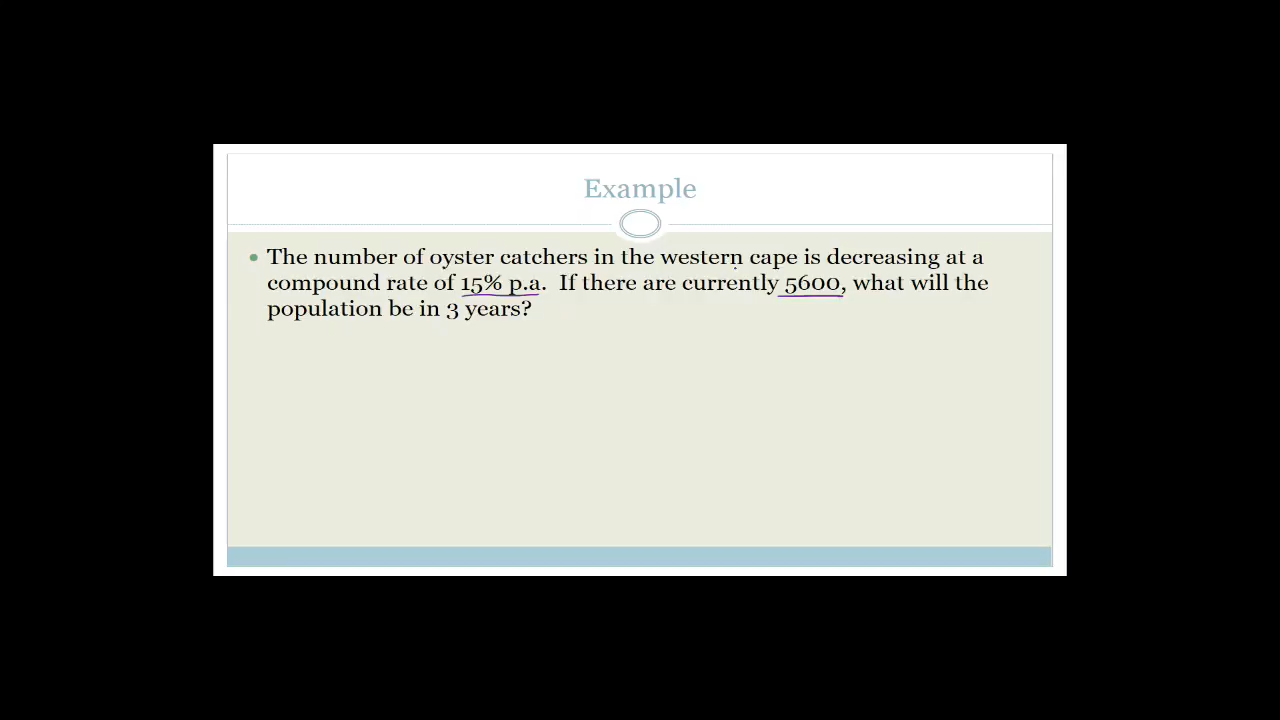 Example
• The number of oyster catchers in the western cape is decreasing at a
compound rate of 15% p.a.  If there are currently 5600, what will the
population be in 3 years?